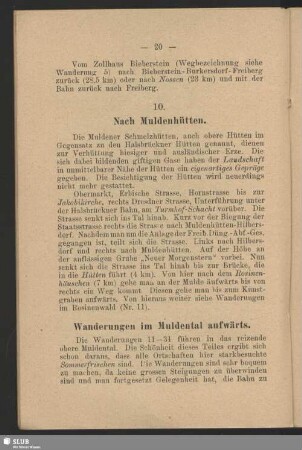 — 20 —
Vom Zollhaus Bieberstein (Wegbezeichnung siehe
Wanderung 5) nach Bieberstein-Burkersdorf-Freiberg
zurück (28,5 km) oder nach Nossen (23 km) und mit der
Bahn zurück nach Freiberg.
10.
Nach Muldenhütten.
Die Muldener Schmelzhütten, auch obere Hütten im
Gegensatz zu den Halsbrückner Hütten genannt, dienen
zur Verhüttung hiesiger und ausländischer Erze. Die
sich dabei bildenden giftigen Gase haben der Landschaft
in unmittelbarer Nähe der Hütten ein eigenartiges Gepräge
gegeben. Die Besichtigung der Hütten wird neuerdings
nicht mehr gestattet.
Obermarkt, Erbische Strasse, Hornstrasse bis zur
Jakobikirche, rechts Dresdner Strasse, Unterführung unter
der Halsbrückner Bahn, am Turmhof-Schacht vorüber. Die
Strasse senkt sich ins Tal hinab. Kurz vor der Biegung der
Staatsstrasse rechts die Strasse nach Muldenhütten-Hilbers-
dorf. Nachdem man um die Anlage der Freib. Düng.-Abf.-Ges.
gegangen ist, teilt sich die Strasse. Links nach Hilbers-
dorf und rechts nach Muldenhütten. Auf der Höhe an
der auflässigen Grube „Neuer Morgenstern“ vorbei. Nun
senkt sich die Strasse ins Tal hinab bis zur Brücke, die
in die Hütten führt (4 km). Von hier nach dem Rosinen-
häuschen (7 km) gehe man an der Mulde aufwärts bis von
rechts ein Weg kommt. Diesen gehe man bis zum Kunst-
graben aufwärts. Von hieraus weiter siehe Wanderungen
im Rosinenwald (Nr. 11).
Wanderungen im Muldental aufwärts.
Die Wanderungen 11—31 führen in das reizende
obere Muldental. Die Schönheit dieses Teiles ergibt sich
schon daraus, dass alle Ortschaften hier starkbesuchte
Sommerfrischen sind. Die Wanderungen sind sehr bequem
zu machen, da keine grossen Steigungen zu überwinden
sind und man fortgesetzt Gelegenheit hat, die Bahn zu
SLUB